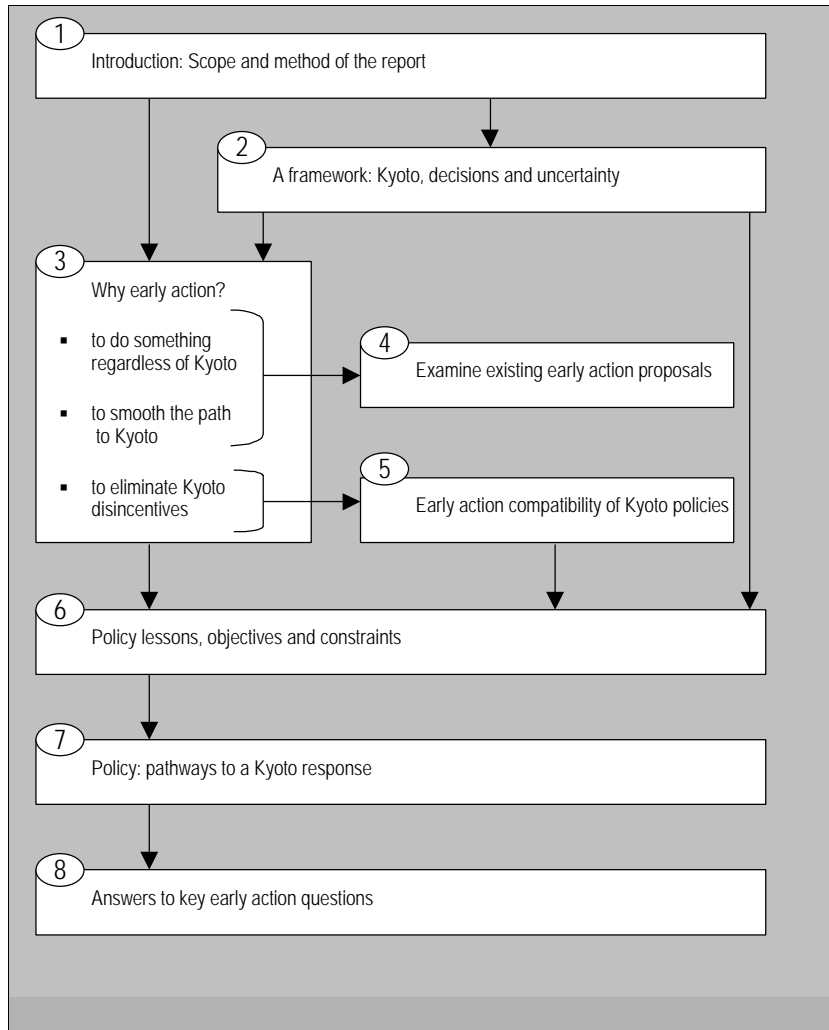 1
Introduction: Scope and method of the report
2
A framework: Kyoto, decisions and uncertainty
3
Why early action?
▪ to do something
regardless of Kyoto
▪ to smooth the path
to Kyoto
▪ to eliminate Kyoto
disincentives
4
Examine existing early action proposals
5
Early action compatibility of Kyoto policies
6
Policy lessons, objectives and constraints
7
Policy: pathways to a Kyoto response
8
Answers to key early action questions